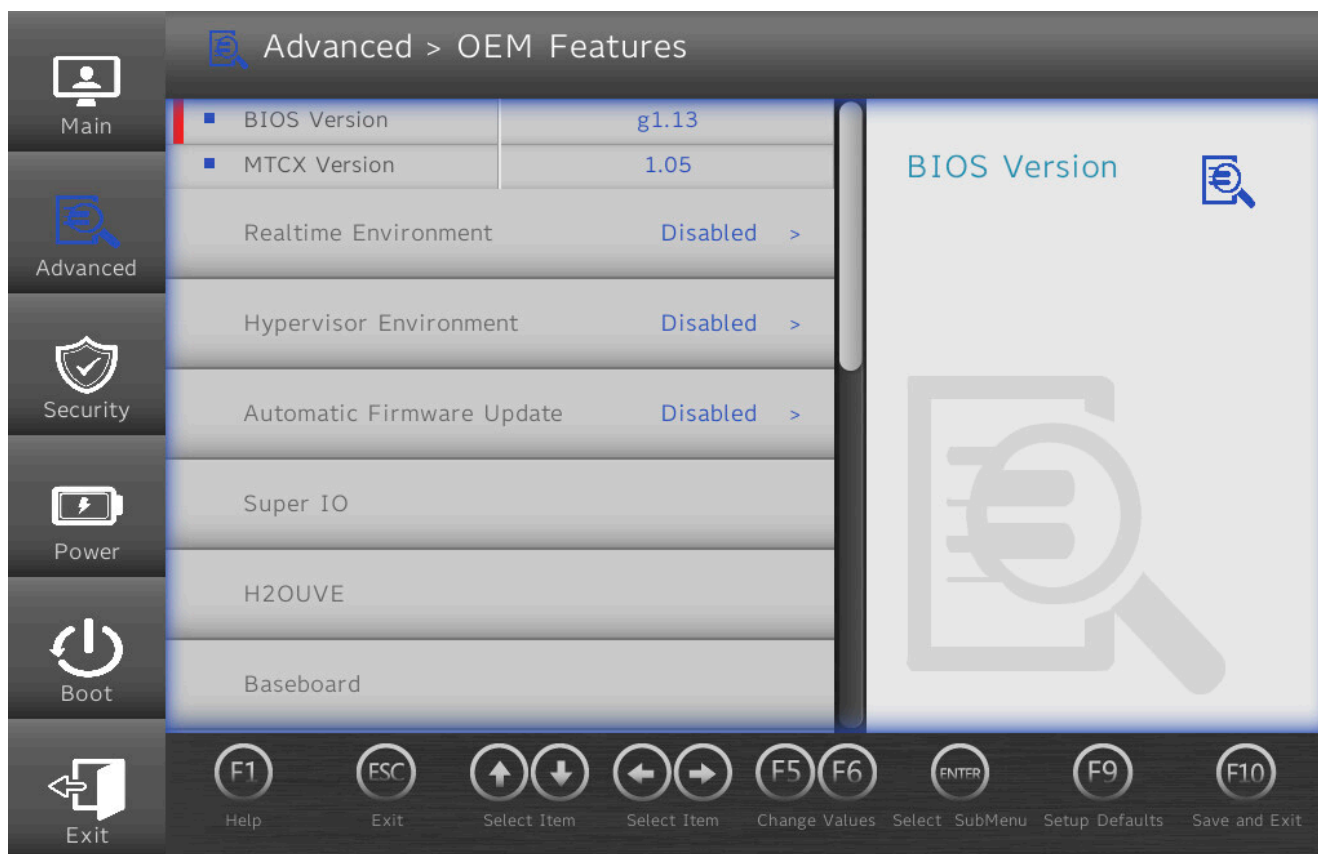 Advanced > OEM Features
Main
Advanced
Security
Power
Boot
Exit
BIOS Version g1.13
MTCX Version 1.05
Realtime Environment Disabled >
Hypervisor Environment Disabled >
Automatic Firmware Update Disabled >
Super IO
H2OUVE
Baseboard
BIOS Version
F1 ESC F5 F6 ENTER F9 F10
Help Exit Select Item Select Item Change Values Select SubMenu Setup Defaults Save and Exit